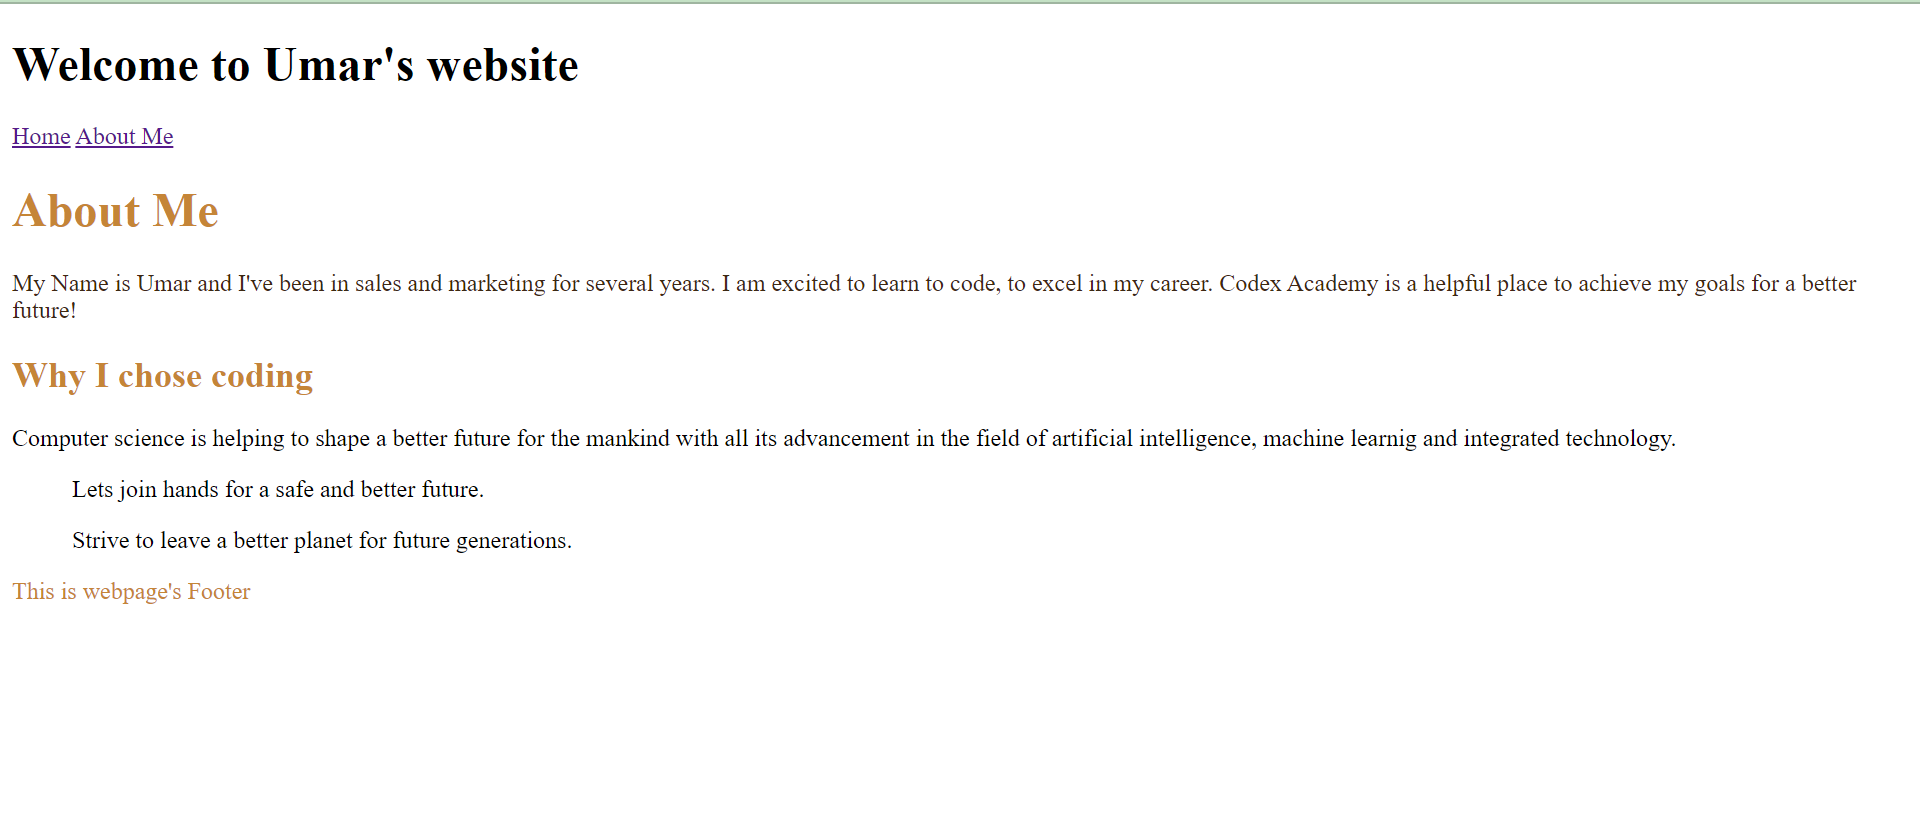 Welcome to Umar's website
Home About Me
About Me
My Name is Umar and I've been in sales and marketing for several years. I am excited to learn to code, to excel in my career. Codex Academy is a helpful place to achieve my goals for a better
future!
Why I chose coding
Computer science is helping to shape a better future for the mankind with all its advancement in the field of artificial intelligence, machine learnig and integrated technology.
Lets join hands for a safe and better future.
Strive to leave a better planet for future generations.
This is webpage's Footer